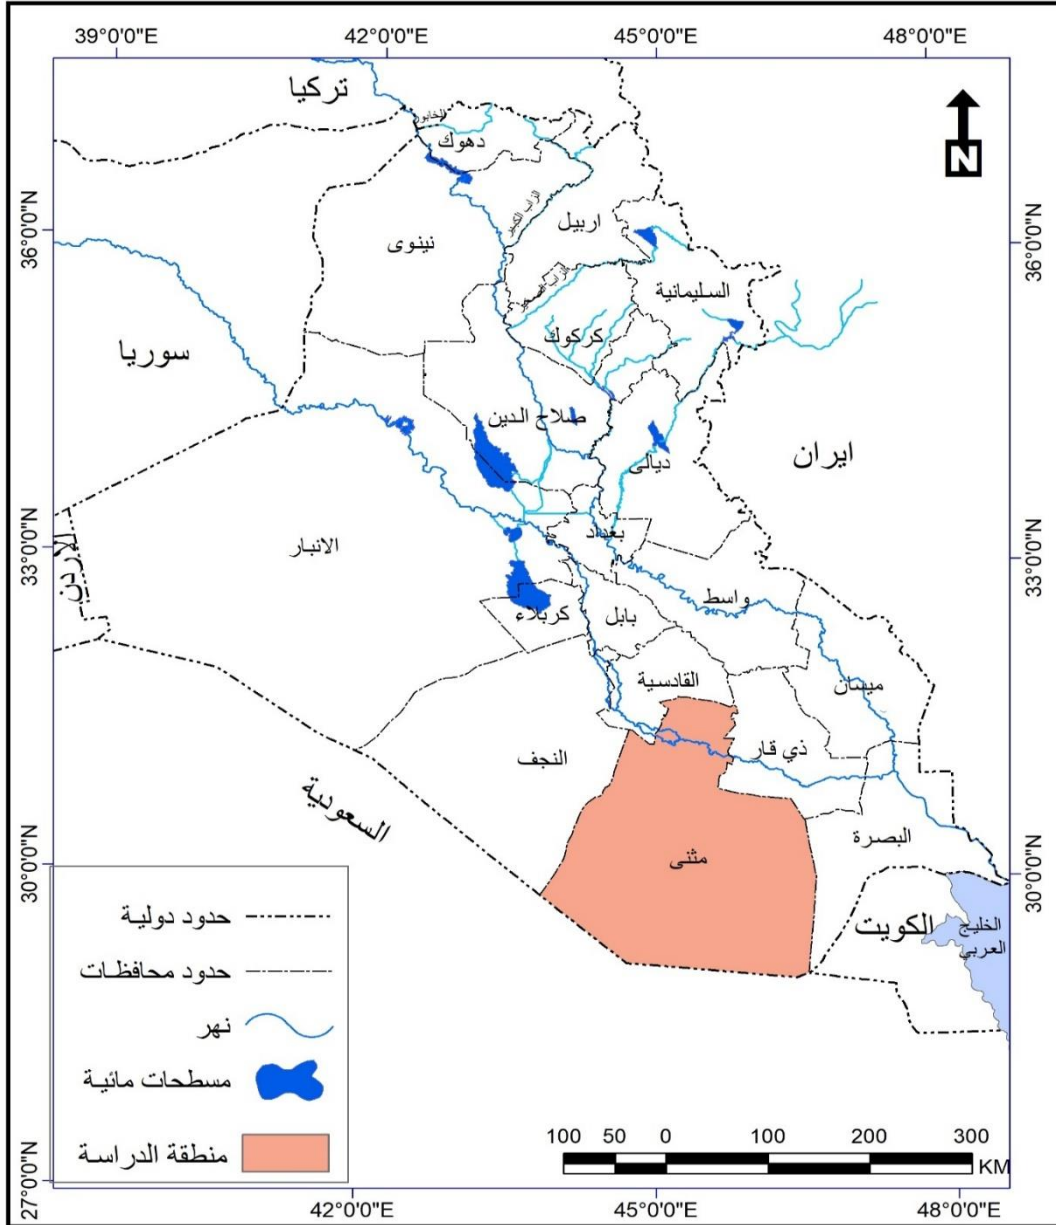 39°0'0"E
42°0'0"E
45°0'0"E
48°0'0"E
تركيا
الخابور
دهوك
N
36°0'0"N
الزاب الكبير
اربيل
36°0'0"N
نينوى
السليمانية
كركوك
سوريا
صلاح الدين
ديالى
ايران
33°0'0"N
الاردن
الانبار
بغداد
33°0'0"N
واسط
كربلاء
بابل
القادسية
ميسان
النجف
ذي قار
السعودية
البصرة
مثنى
30°0'0"N
30°0'0"N
الكويت
الخليج
العربي
حدود دولية
حدود محافظات
نهر
مسطحات مائية
منطقة الدراسة
100 50 0 100 200 300
KM
27°0'0"N
42°0'0"E
45°0'0"E
48°0'0"E